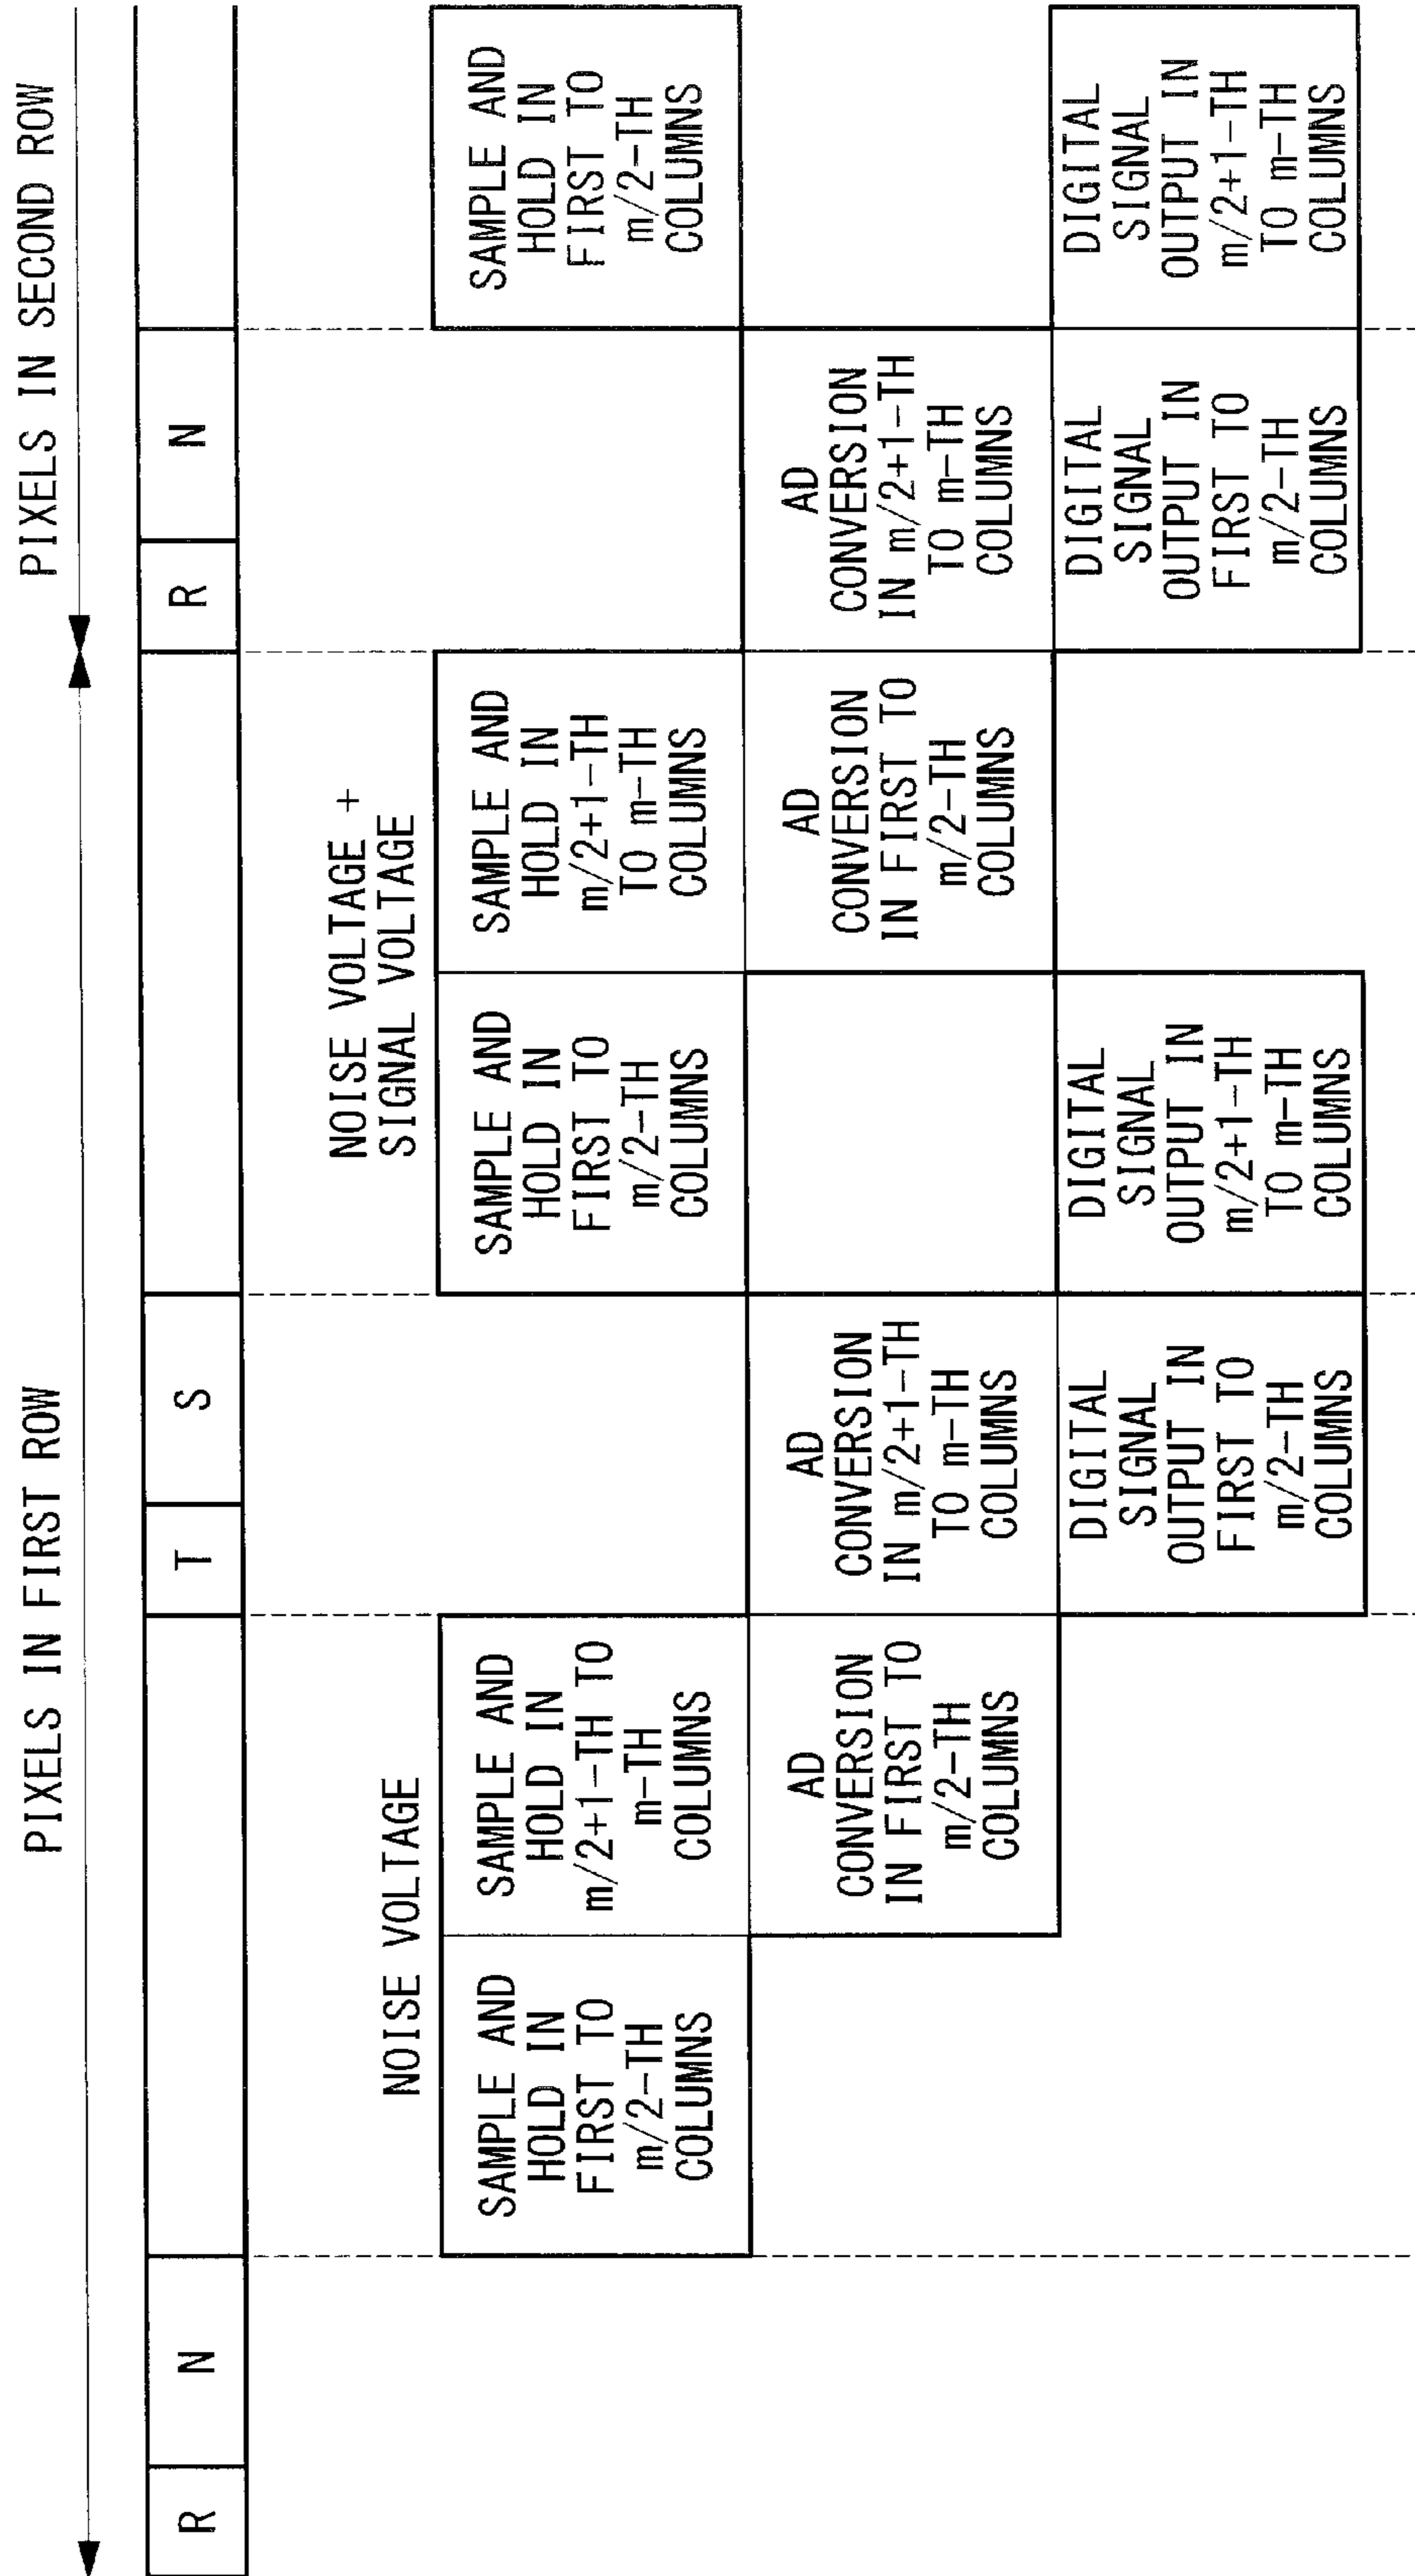 PIXELS IN FIRST ROW
PIXELS IN SECOND ROW
R
N
T
S
R
N
NOISE VOLTAGE
NOISE VOLTAGE +
SIGNAL VOLTAGE
SAMPLE AND
HOLD IN
FIRST TO
m/2-TH
COLUMNS
SAMPLE AND
HOLD IN
m/2+1-TH TO
m-TH
COLUMNS
SAMPLE AND
HOLD IN
FIRST TO
m/2-TH
COLUMNS
SAMPLE AND
HOLD IN
m/2+1-TH
TO m-TH
COLUMNS
SAMPLE AND
HOLD IN
FIRST TO
m/2-TH
COLUMNS
AD
CONVERSION
IN FIRST TO
m/2-TH
COLUMNS
AD
CONVERSION
IN m/2+1-TH
TO m-TH
COLUMNS
AD
CONVERSION
IN FIRST TO
m/2-TH
COLUMNS
AD
CONVERSION
IN m/2+1-TH
TO m-TH
COLUMNS
DIGITAL
SIGNAL
OUTPUT IN
FIRST TO
m/2-TH
COLUMNS
DIGITAL
SIGNAL
OUTPUT IN
m/2+1-TH
TO m-TH
COLUMNS
DIGITAL
SIGNAL
OUTPUT IN
FIRST TO
m/2-TH
COLUMNS
DIGITAL
SIGNAL
OUTPUT IN
m/2+1-TH
TO m-TH
COLUMNS